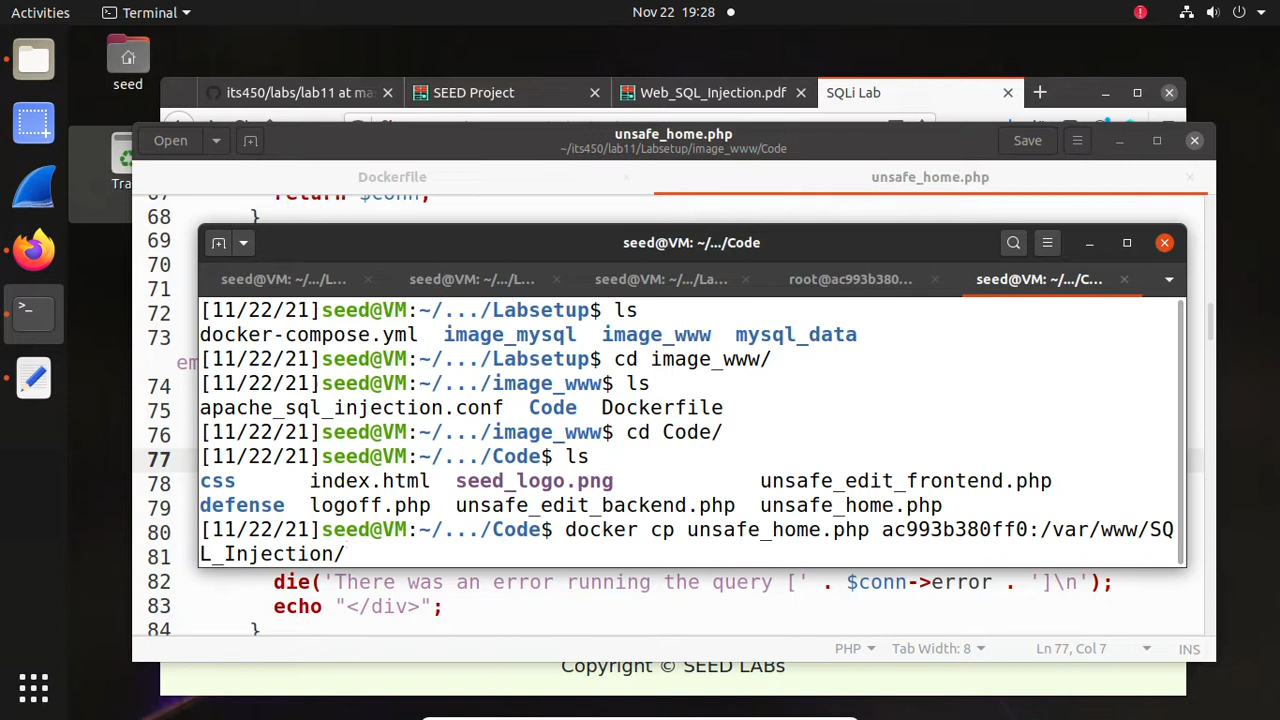 Activities
Terminal
Nov 22 19:28
seed
its450/labs/lab11 at ma
SEED Project
Web_SQL_Injection.pdf
SQLi Lab
Open
unsafe_home.php
~/its450/lab11/Labsetup/image_www/Code
Save
Tra
Dockerfile
unsafe_home.php
67 return $conn;
68 }
69
70
71
72
73
em
74
75
76
77
78
79
80
81
seed@VM: ~/.../Code
seed@VM: ~/.../L...
seed@VM: ~/.../L...
seed@VM: ~/.../La...
root@ac993b380...
seed@VM: ~/.../C...
[11/22/21]seed@VM:~/.../Labsetup$ ls
docker-compose.yml image_mysql image_www mysql_data
[11/22/21]seed@VM:~/.../Labsetup$ cd image_www/
[11/22/21]seed@VM:~/.../image_www$ ls
apache_sql_injection.conf Code Dockerfile
[11/22/21]seed@VM:~/.../image_www$ cd Code/
[11/22/21]seed@VM:~/.../Code$ ls
css index.html seed_logo.png unsafe_edit_frontend.php
defense logoff.php unsafe_edit_backend.php unsafe_home.php
[11/22/21]seed@VM:~/.../Code$ docker cp unsafe_home.php ac993b380ff0:/var/www/SQ
L_Injection/
82 die('There was an error running the query [' . $conn->error . ']\n');
83 echo "</div>";
84 }
PHP
Tab Width: 8
Ln 77, Col 7
INS
Copyright © SEED LABs